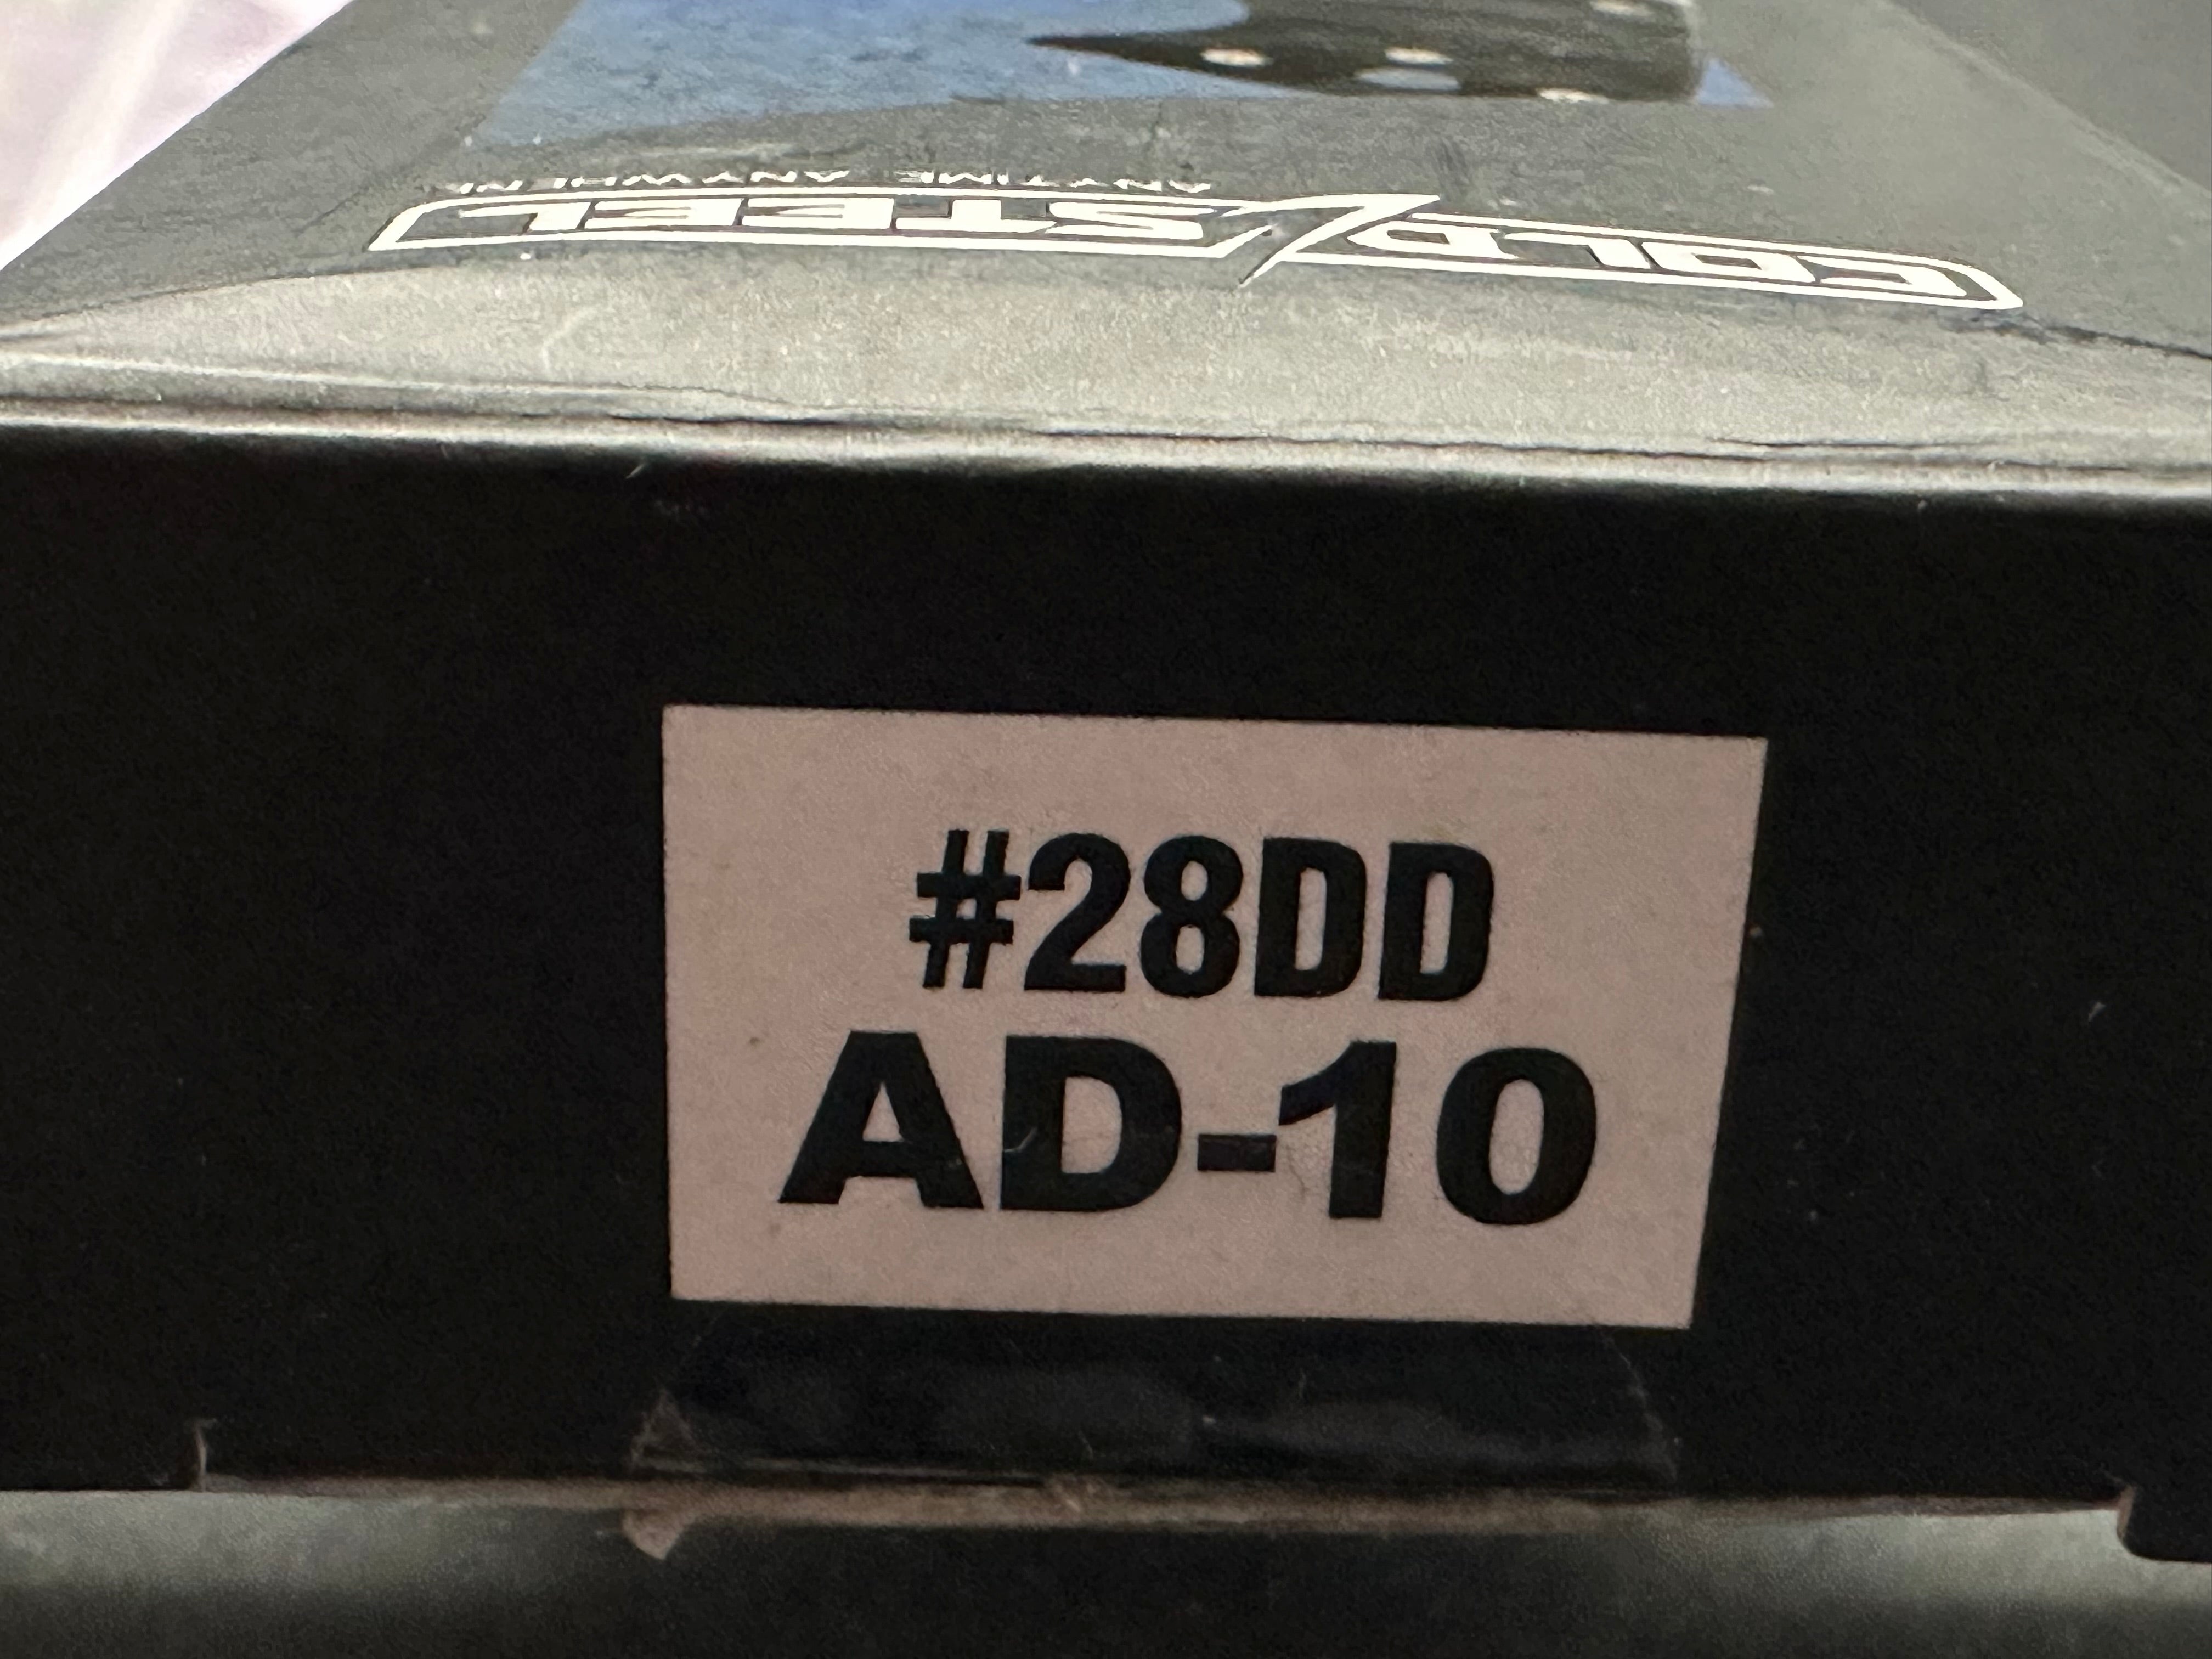 COLD STEEL
ANYTIME ANYWHERE
#28DD
AD-10